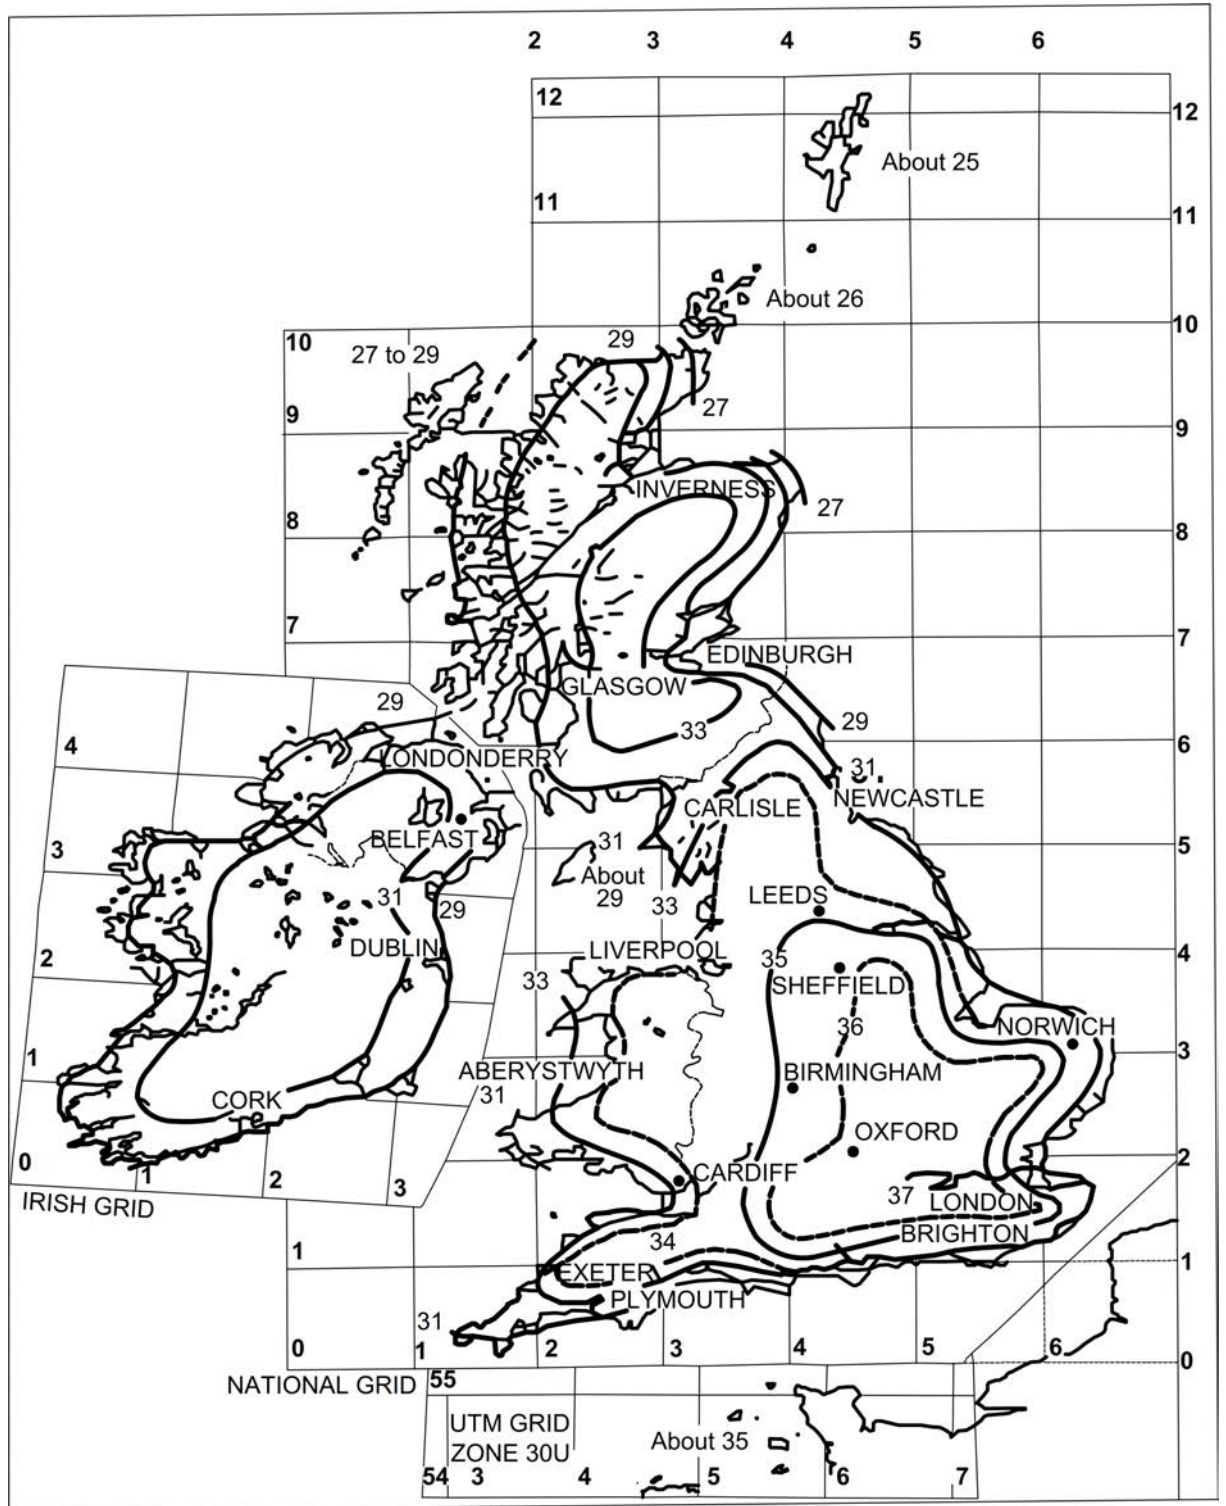 2 3 4 5 6
12 12
About 25
11 11
About 26
10 29 10
27 to 29
27
9 9
INVERNESS
27
8 8
7 7
EDINBURGH
GLASGOW
29 29
33
4 6
LONDONDERRY 31
CARLISLE NEWCASTLE
BELFAST 31
3 5
About
29
LEEDS
31 29 33
DUBLIN LIVERPOOL
2 35 4
33 SHEFFIELD
36 NORWICH
1 3
ABERYSTWYTH BIRMINGHAM
31
CORK
OXFORD
0 2
CARDIFF
1 2 3 37 LONDON
IRISH GRID
BRIGHTON
34
1 1
EXETER
PLYMOUTH
31
0 1 2 3 4 5 6 0
NATIONAL GRID 55
UTM GRID
ZONE 30U
About 35
54 3 4 5 6 7